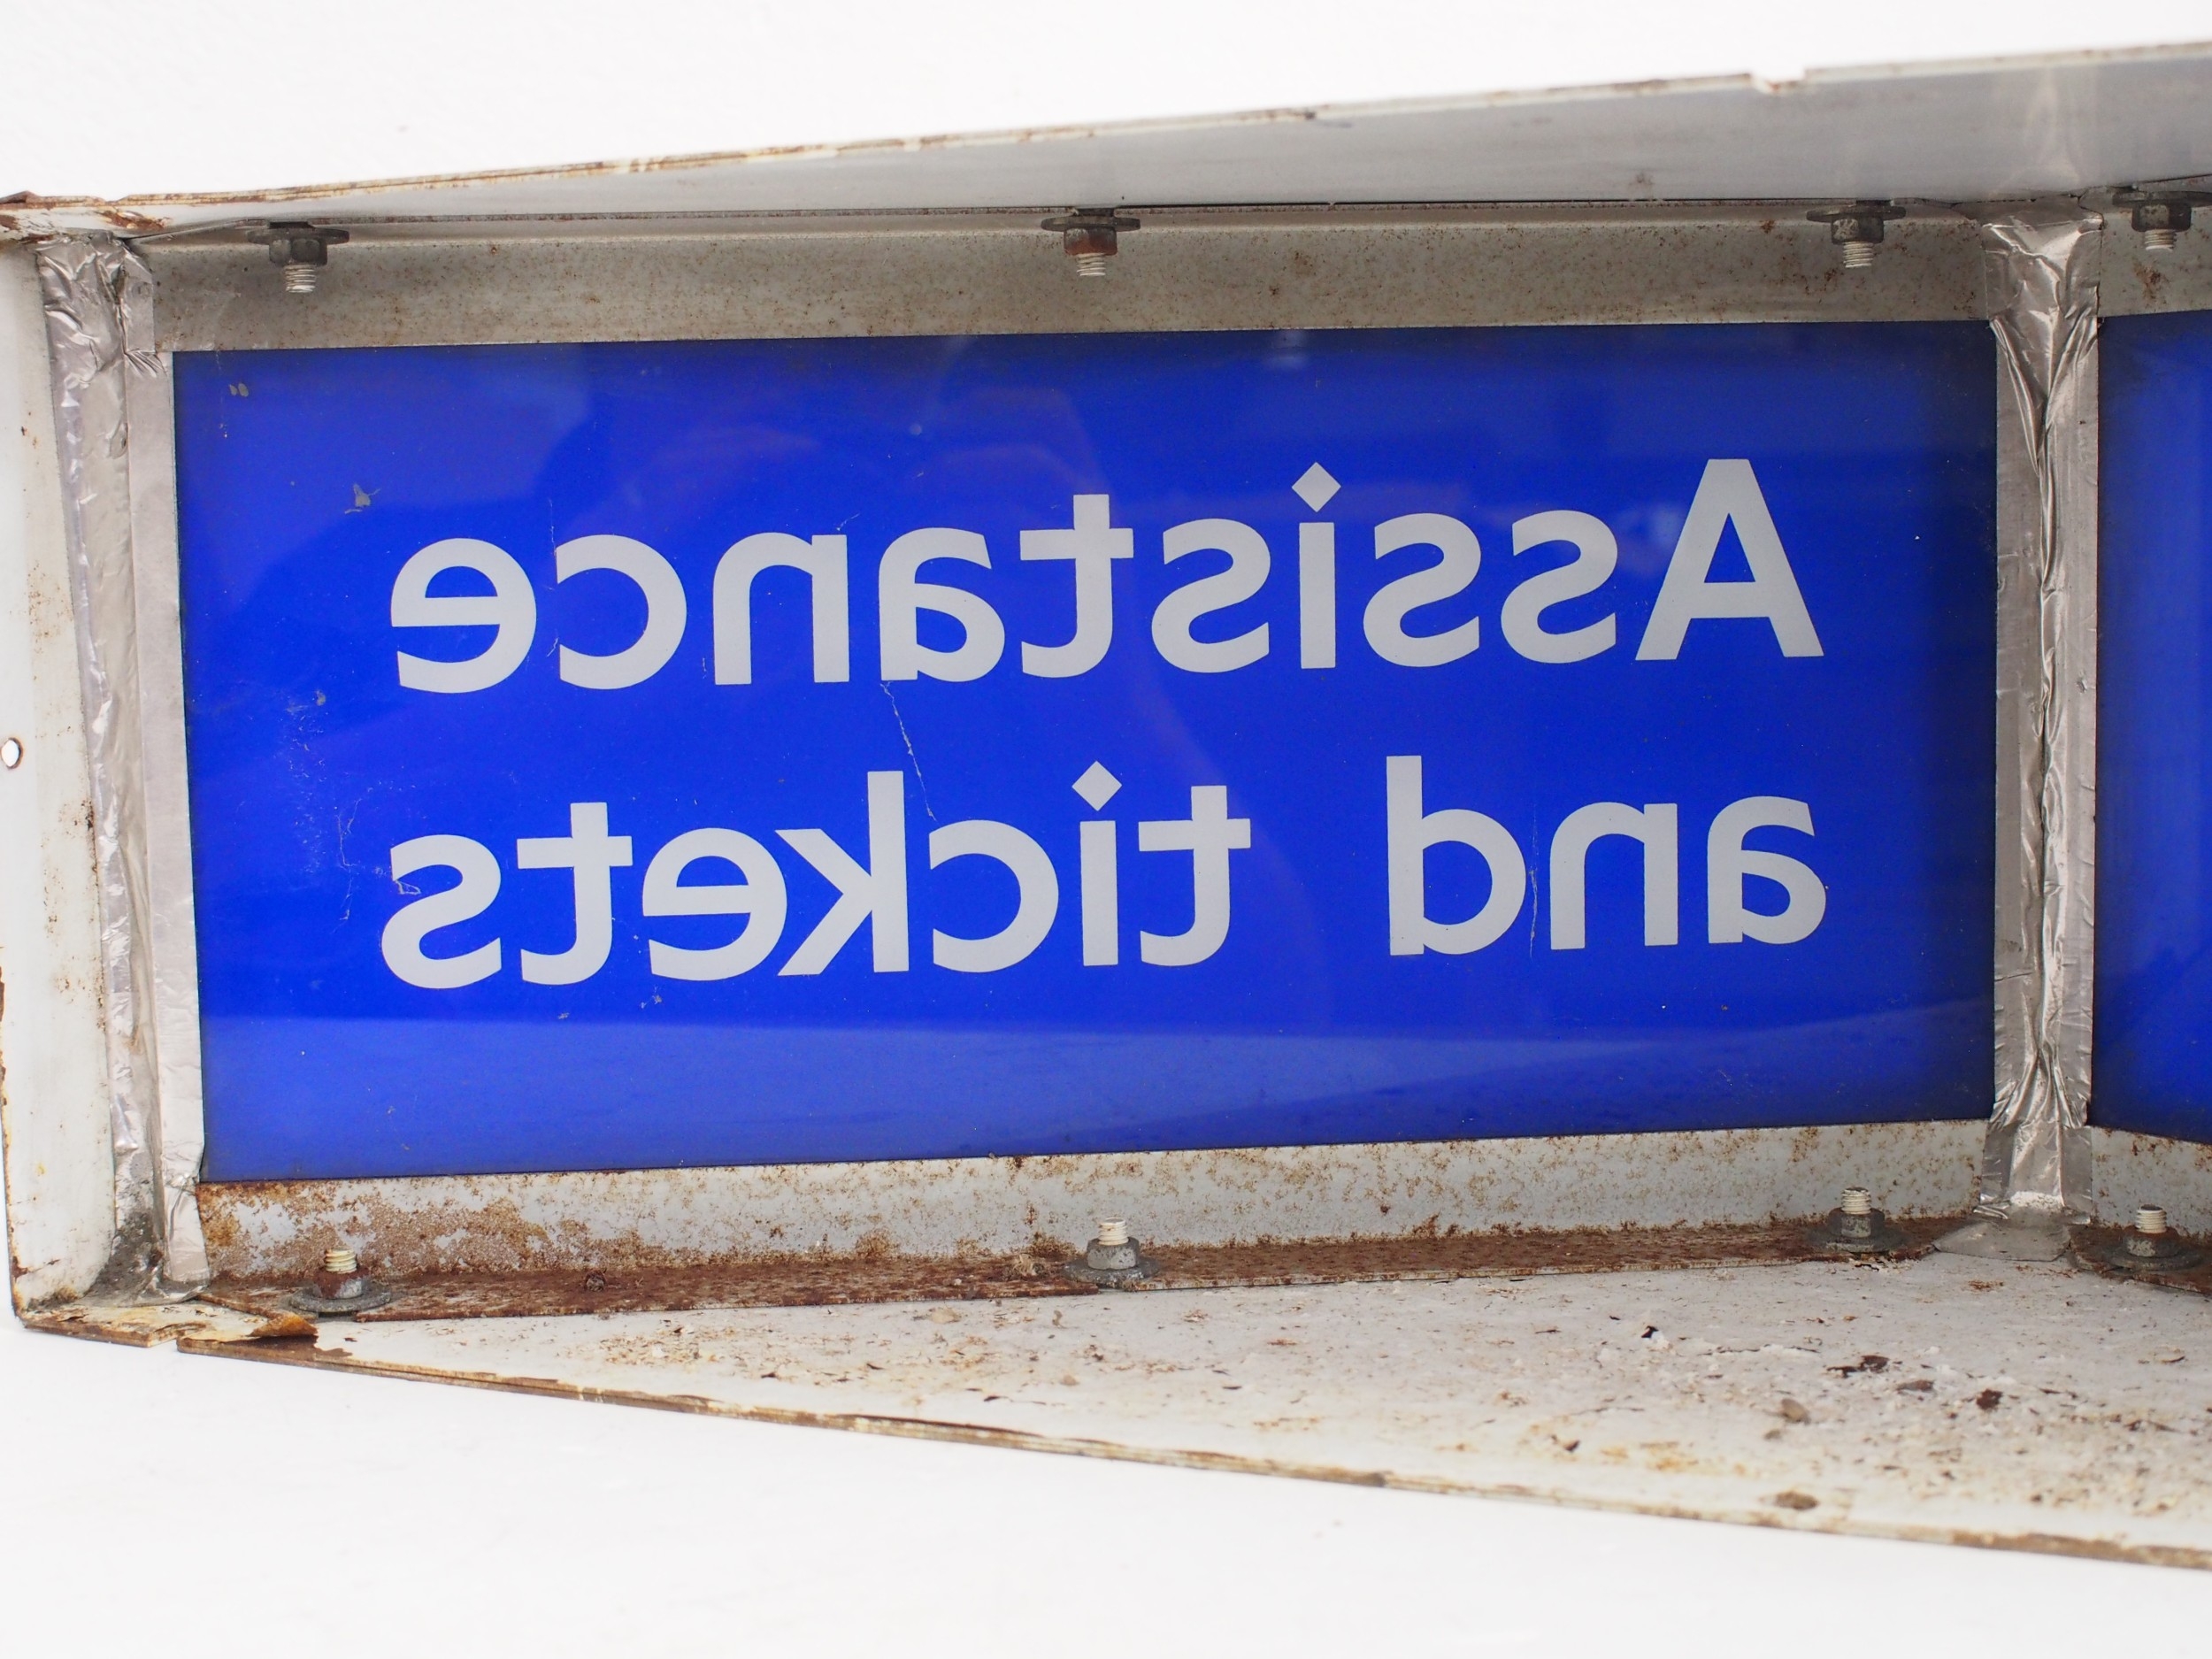 Assistance
and tickets